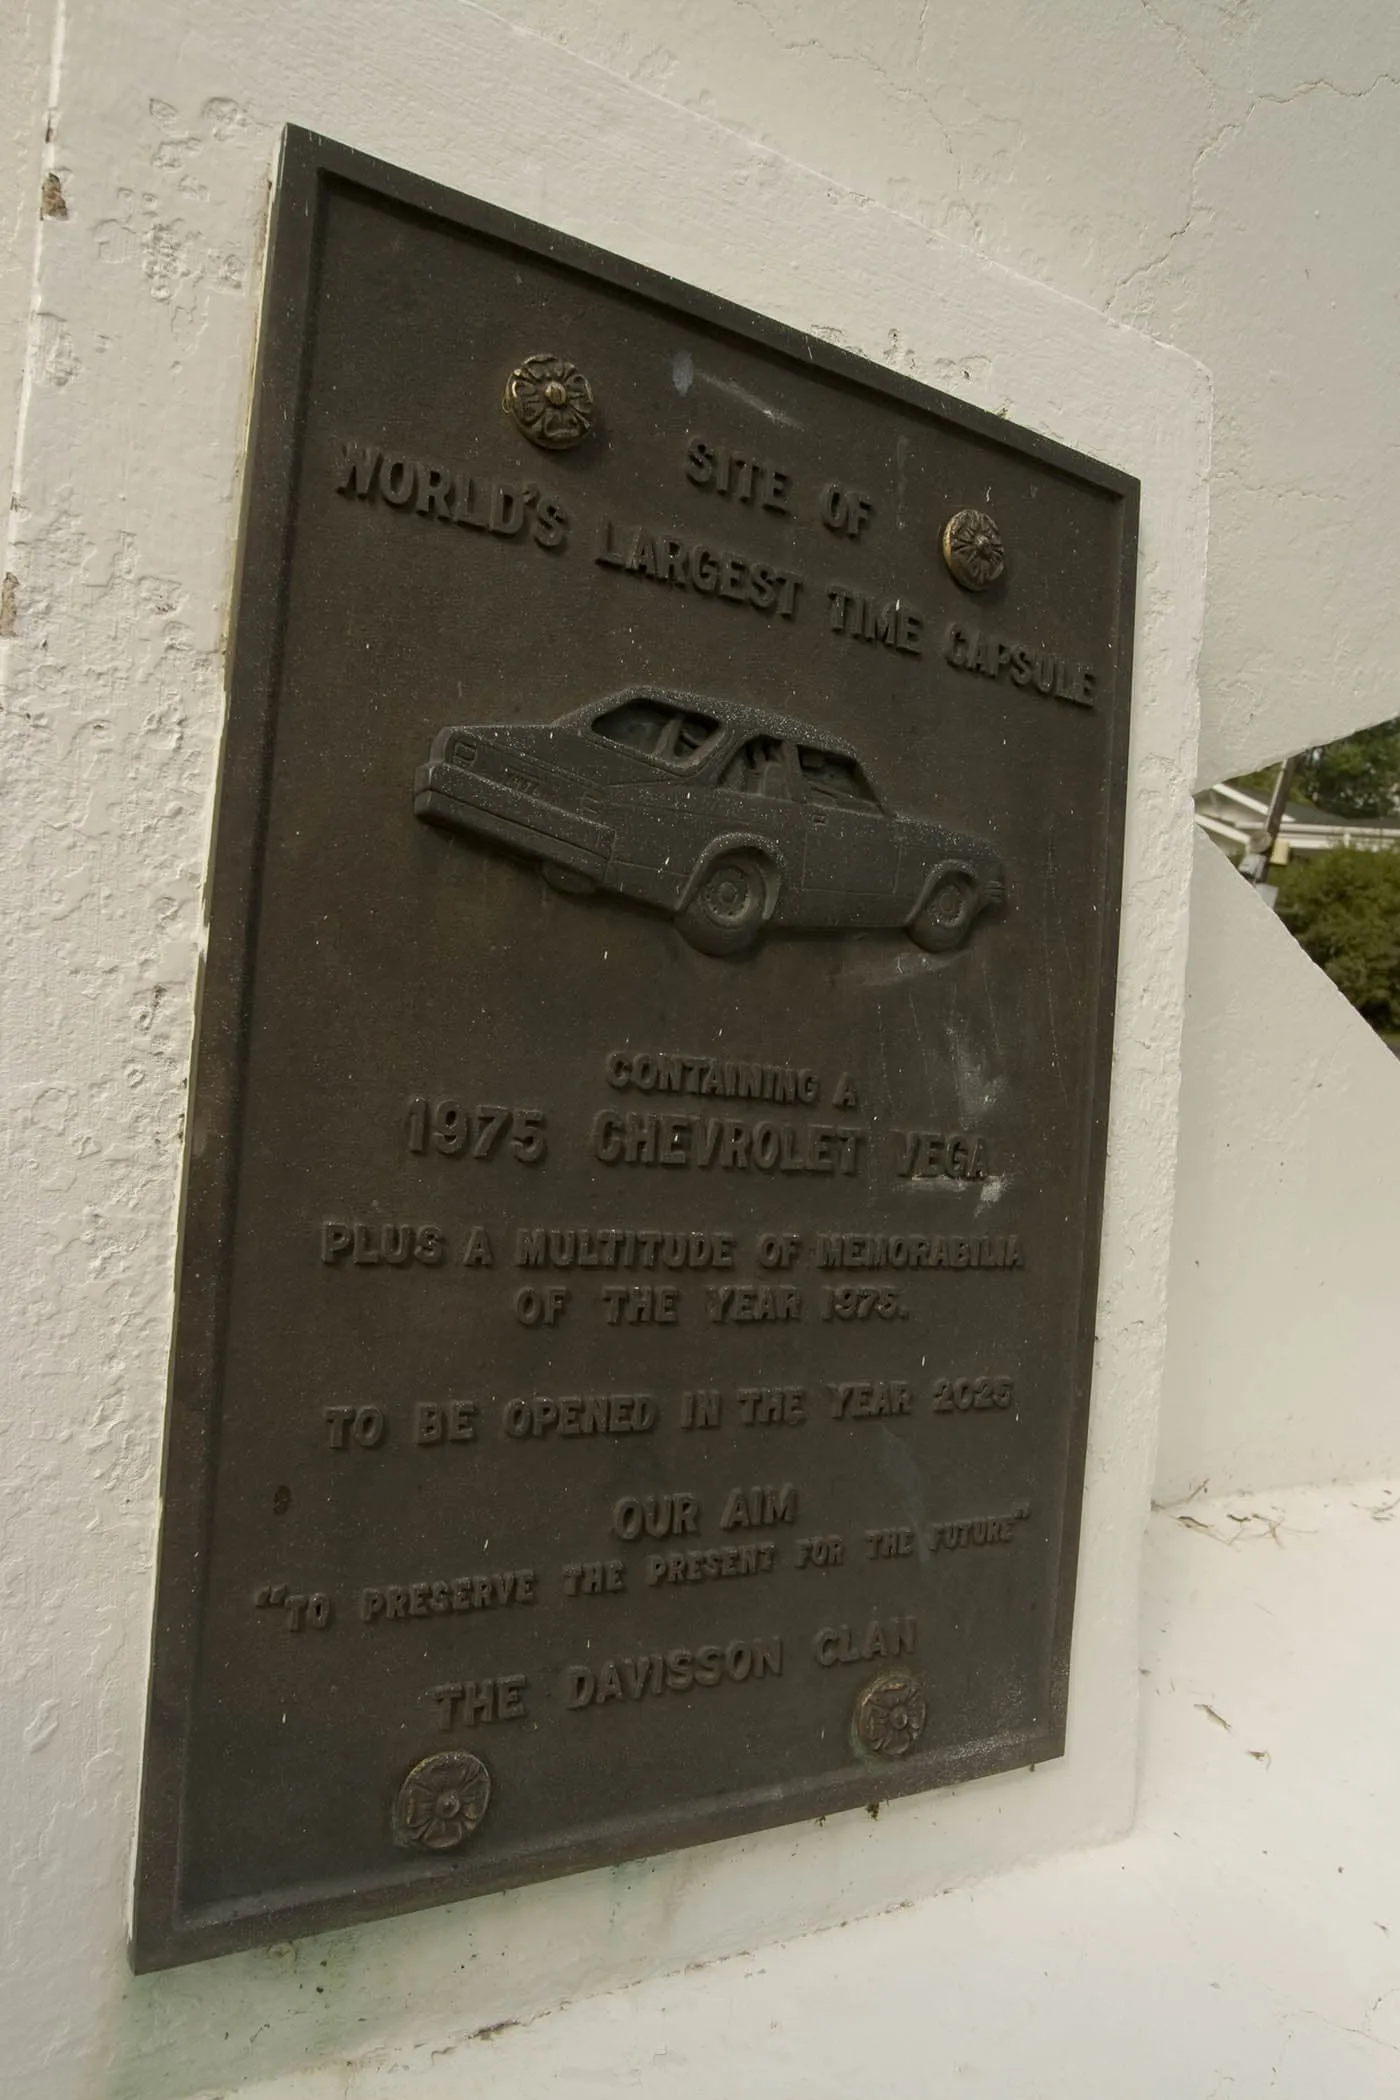 SITE OF
WORLD'S LARGEST TIME CAPSULE
CONTAINING A
1975 CHEVROLET VEGA
PLUS A MULTITUDE OF MEMORABILIA
OF THE YEAR 1975.
TO BE OPENED IN THE YEAR 2025
OUR AIM
"TO PRESERVE THE PRESENT FOR THE FUTURE"
THE DAVISSON CLAN